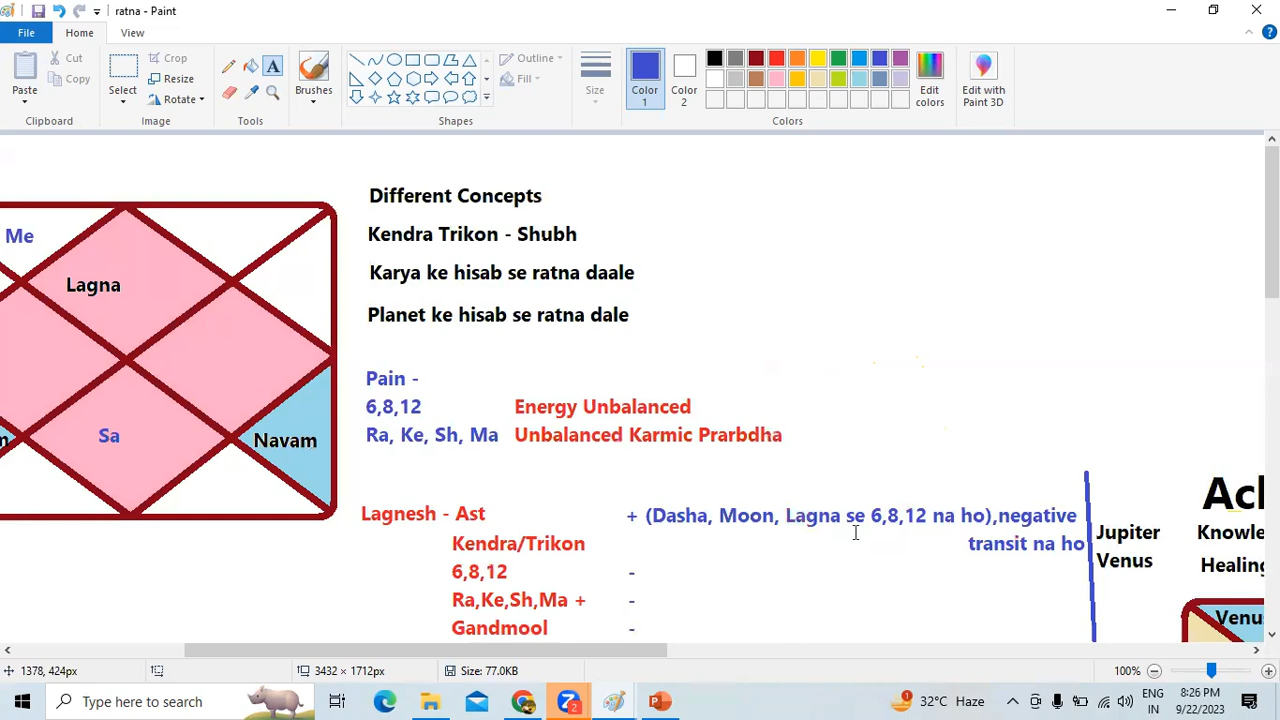 ratna - Paint
File Home View
Paste
Cut
Copy
Clipboard
Select
Crop
Resize
Rotate
Image
Tools
Brushes
Shapes
Outline
Fill
Size
Color 1
Color 2
Colors
Edit colors
Edit with Paint 3D
Me
Lagna
Sa
Navam
Different Concepts
Kendra Trikon - Shubh
Karya ke hisab se ratna daale
Planet ke hisab se ratna dale
Pain -
6,8,12 Energy Unbalanced
Ra, Ke, Sh, Ma Unbalanced Karmic Prarbdha
Lagnesh - Ast + (Dasha, Moon, Lagna se 6,8,12 na ho),negative
Kendra/Trikon transit na ho
6,8,12 -
Ra,Ke,Sh,Ma + -
Gandmool -
Jupiter
Venus
Healing
Venu
1378, 424px 3432 × 1712px Size: 77.0KB 100%
Type here to search
2
1
32°C Haze
ENG
IN
8:26 PM
9/22/2023